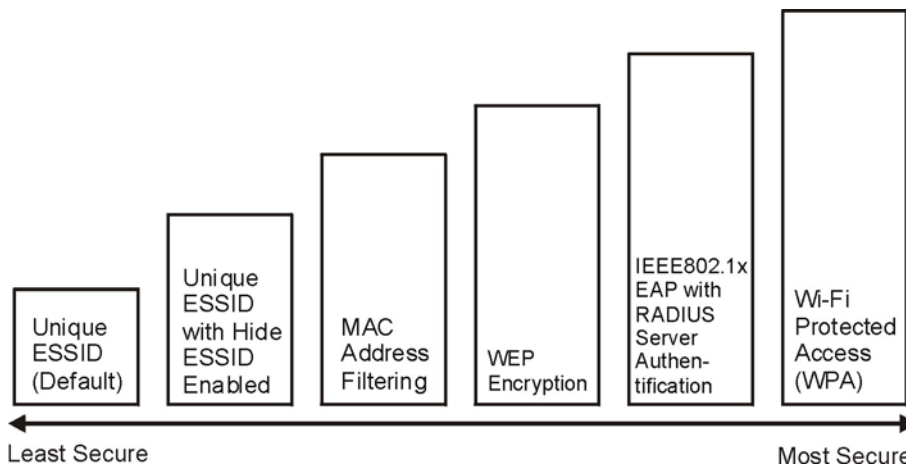 Unique
ESSID
(Default)
Unique
ESSID
with Hide
ESSID
Enabled
MAC
Address
Filtering
WEP
Encryption
IEEE802.1x
EAP with
RADIUS
Server
Authen-
tification
Wi-Fi
Protected
Access
(WPA)
Least Secure
Most Secure